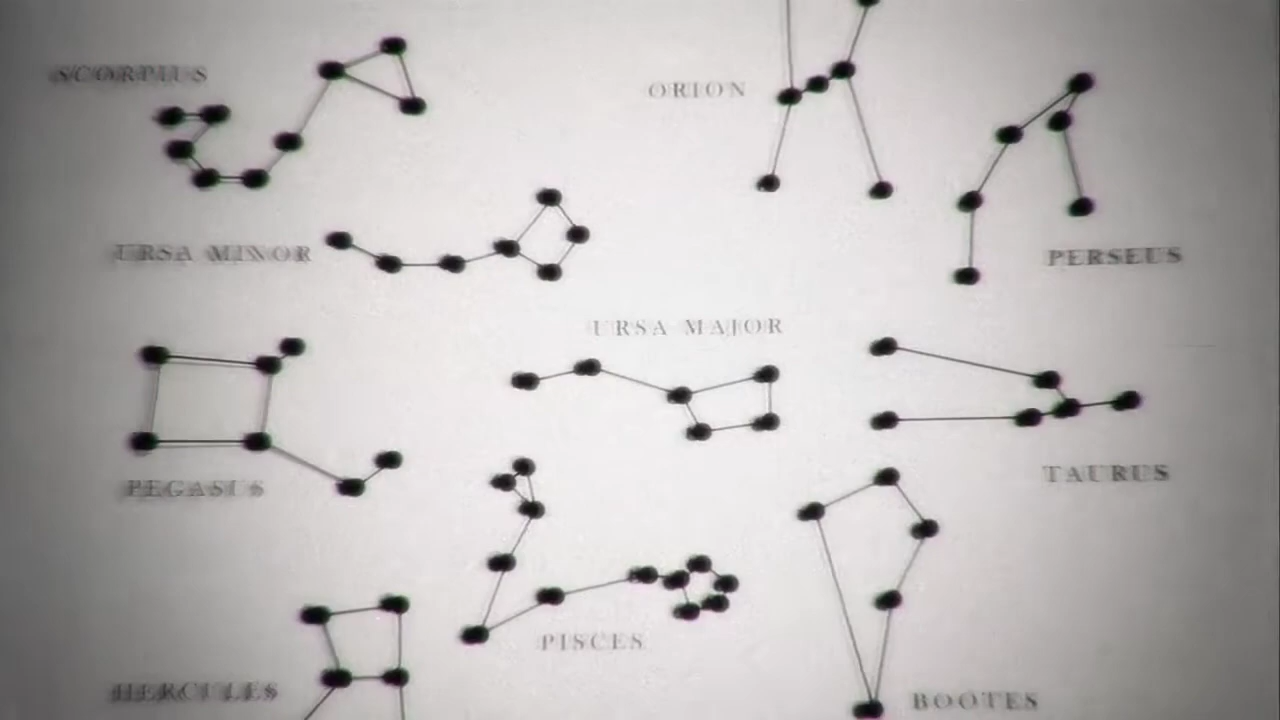 SCORPIUS
ORION
URSA MINOR
PERSEUS
URSA MAJOR
PEGASUS
TAURUS
PISCES
HERCULES
BOOTES